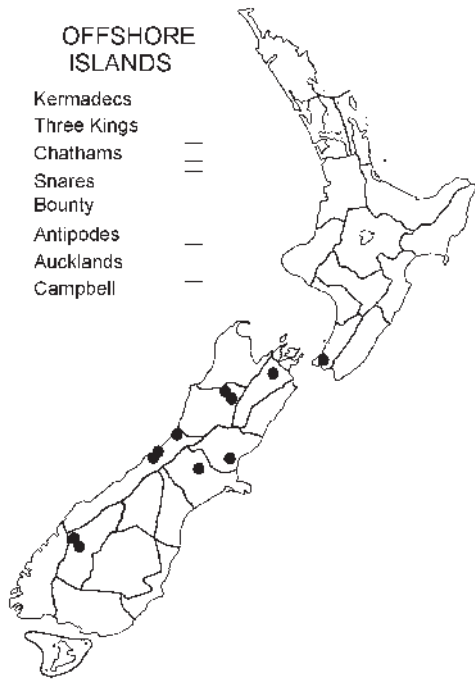 OFFSHORE
ISLANDS
Kermadecs
Three Kings
Chathams
Snares
Bounty
Antipodes
Aucklands
Campbell